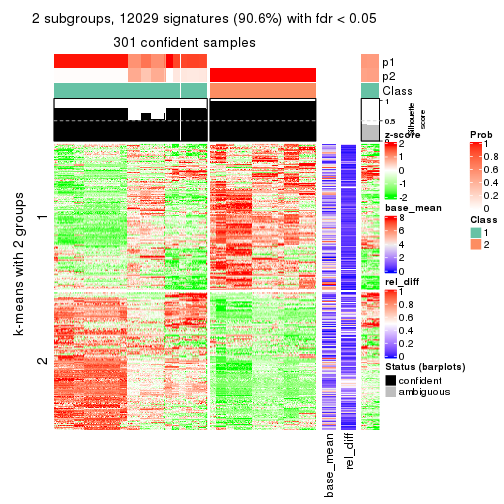 2 subgroups, 12029 signatures (90.6%) with fdr < 0.05
301 confident samples
p1
p2
Class
1
0.5
0
Silhouette
score
k-means with 2 groups
1
2
base_mean
rel_diff
z-score
2
1
0
-1
-2
base_mean
8
6
4
2
0
rel_diff
1
0.8
0.6
0.4
0.2
0
Status (barplots)
confident
ambiguous
Prob
1
0.8
0.6
0.4
0.2
0
Class
1
2